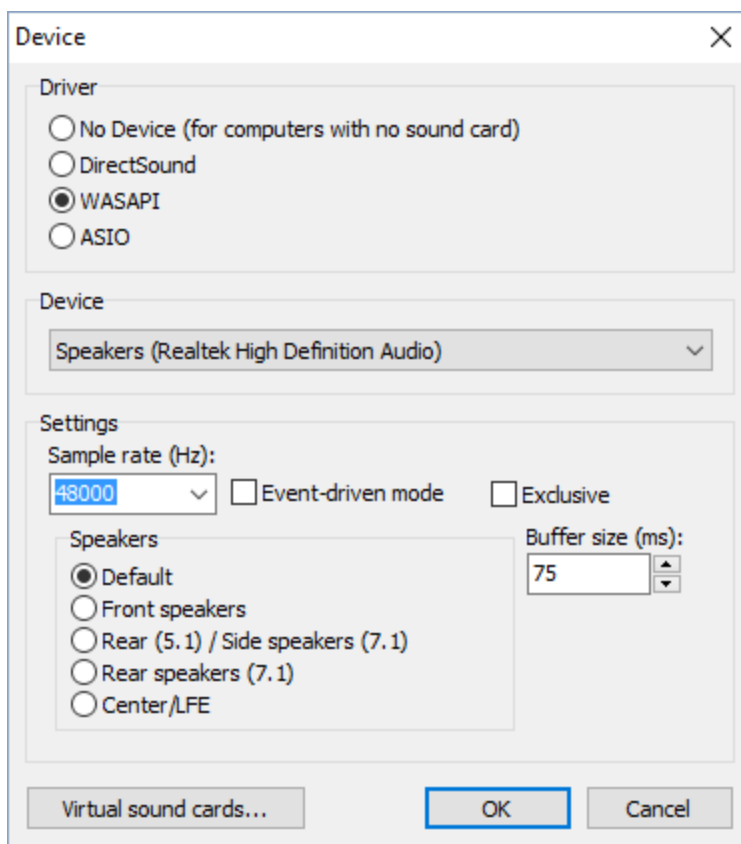 Device
Driver
No Device (for computers with no sound card)
DirectSound
WASAPI
ASIO
Device
Speakers (Realtek High Definition Audio)
Settings
Sample rate (Hz):
48000
Event-driven mode
Exclusive
Speakers
Default
Front speakers
Rear (5.1) / Side speakers (7.1)
Rear speakers (7.1)
Center/LFE
Buffer size (ms):
75
Virtual sound cards...
OK
Cancel